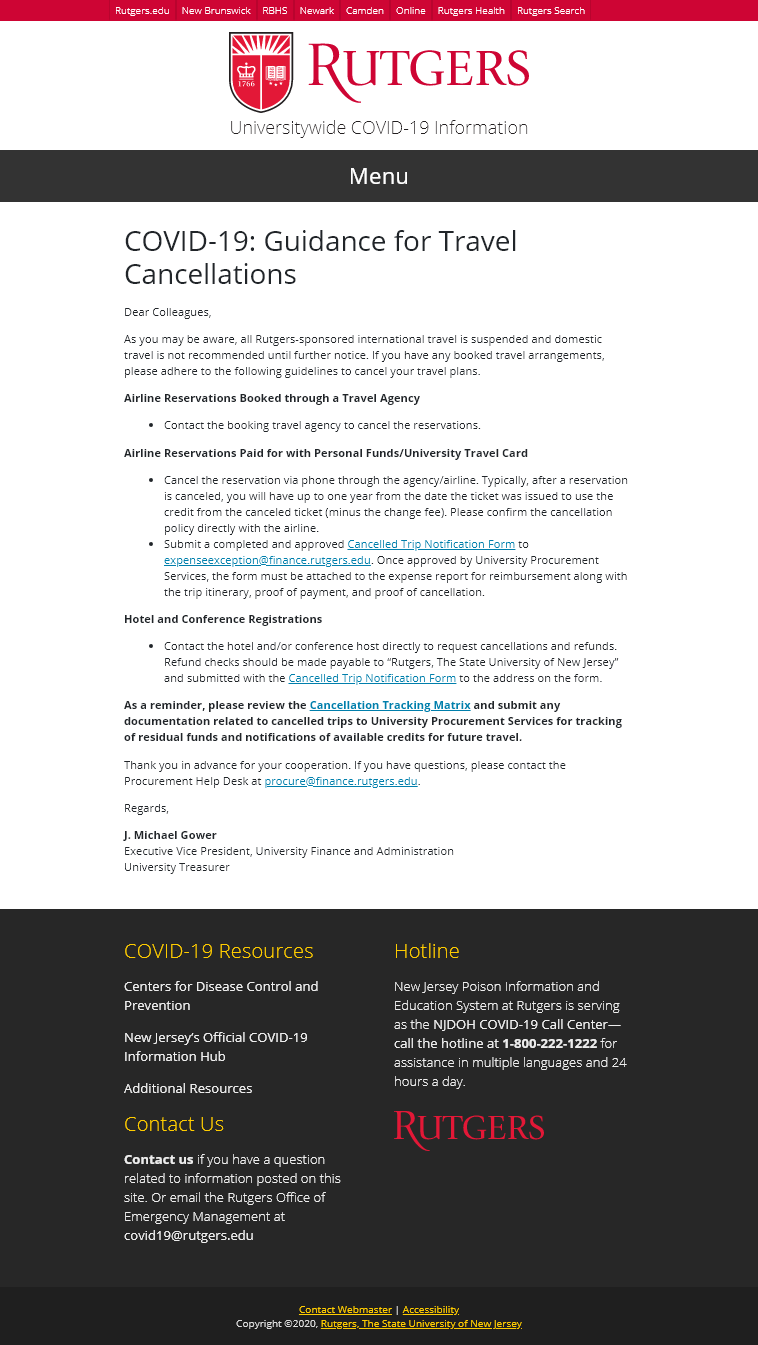 Rutgers.edu New Brunswick RBHS Newark Camden Online Rutgers Health Rutgers Search
1766
RUTGERS
Universitywide COVID-19 Information
Menu
COVID-19: Guidance for Travel
Cancellations
Dear Colleagues,
As you may be aware, all Rutgers-sponsored international travel is suspended and domestic
travel is not recommended until further notice. If you have any booked travel arrangements,
please adhere to the following guidelines to cancel your travel plans.
Airline Reservations Booked through a Travel Agency
• Contact the booking travel agency to cancel the reservations.
Airline Reservations Paid for with Personal Funds/University Travel Card
• Cancel the reservation via phone through the agency/airline. Typically, after a reservation
is canceled, you will have up to one year from the date the ticket was issued to use the
credit from the canceled ticket (minus the change fee). Please confirm the cancellation
policy directly with the airline.
• Submit a completed and approved Cancelled Trip Notification Form to
expenseexception@finance.rutgers.edu. Once approved by University Procurement
Services, the form must be attached to the expense report for reimbursement along with
the trip itinerary, proof of payment, and proof of cancellation.
Hotel and Conference Registrations
• Contact the hotel and/or conference host directly to request cancellations and refunds.
Refund checks should be made payable to “Rutgers, The State University of New Jersey”
and submitted with the Cancelled Trip Notification Form to the address on the form.
As a reminder, please review the Cancellation Tracking Matrix and submit any
documentation related to cancelled trips to University Procurement Services for tracking
of residual funds and notifications of available credits for future travel.
Thank you in advance for your cooperation. If you have questions, please contact the
Procurement Help Desk at procure@finance.rutgers.edu.
Regards,
J. Michael Gower
Executive Vice President, University Finance and Administration
University Treasurer
COVID-19 Resources
Centers for Disease Control and
Prevention
New Jersey’s Official COVID-19
Information Hub
Additional Resources
Contact Us
Contact us if you have a question
related to information posted on this
site. Or email the Rutgers Office of
Emergency Management at
covid19@rutgers.edu
Hotline
New Jersey Poison Information and
Education System at Rutgers is serving
as the NJDOH COVID-19 Call Center—
call the hotline at 1-800-222-1222 for
assistance in multiple languages and 24
hours a day.
RUTGERS
Contact Webmaster | Accessibility
Copyright ©2020, Rutgers, The State University of New Jersey